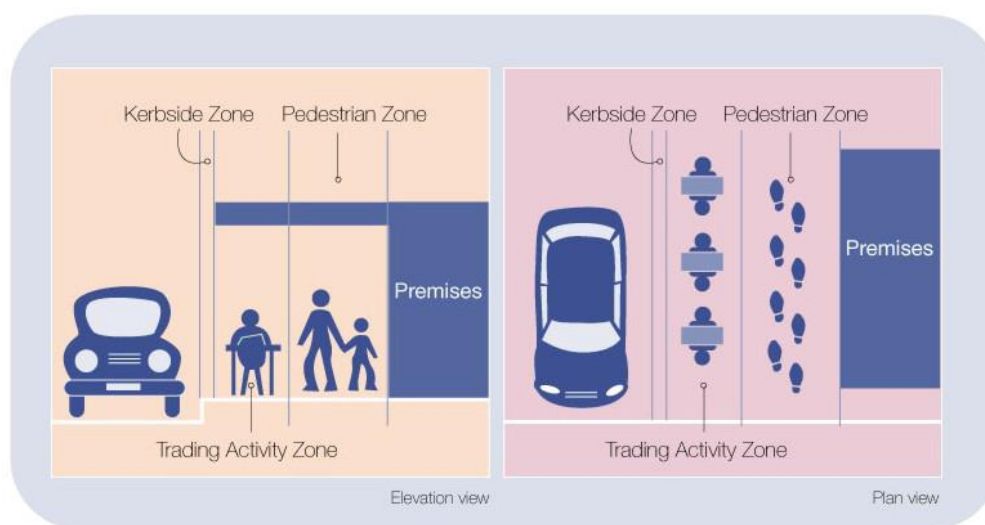 Kerbside Zone
Pedestrian Zone
Premises
Trading Activity Zone
Elevation view
Kerbside Zone
Pedestrian Zone
Premises
Trading Activity Zone
Plan view